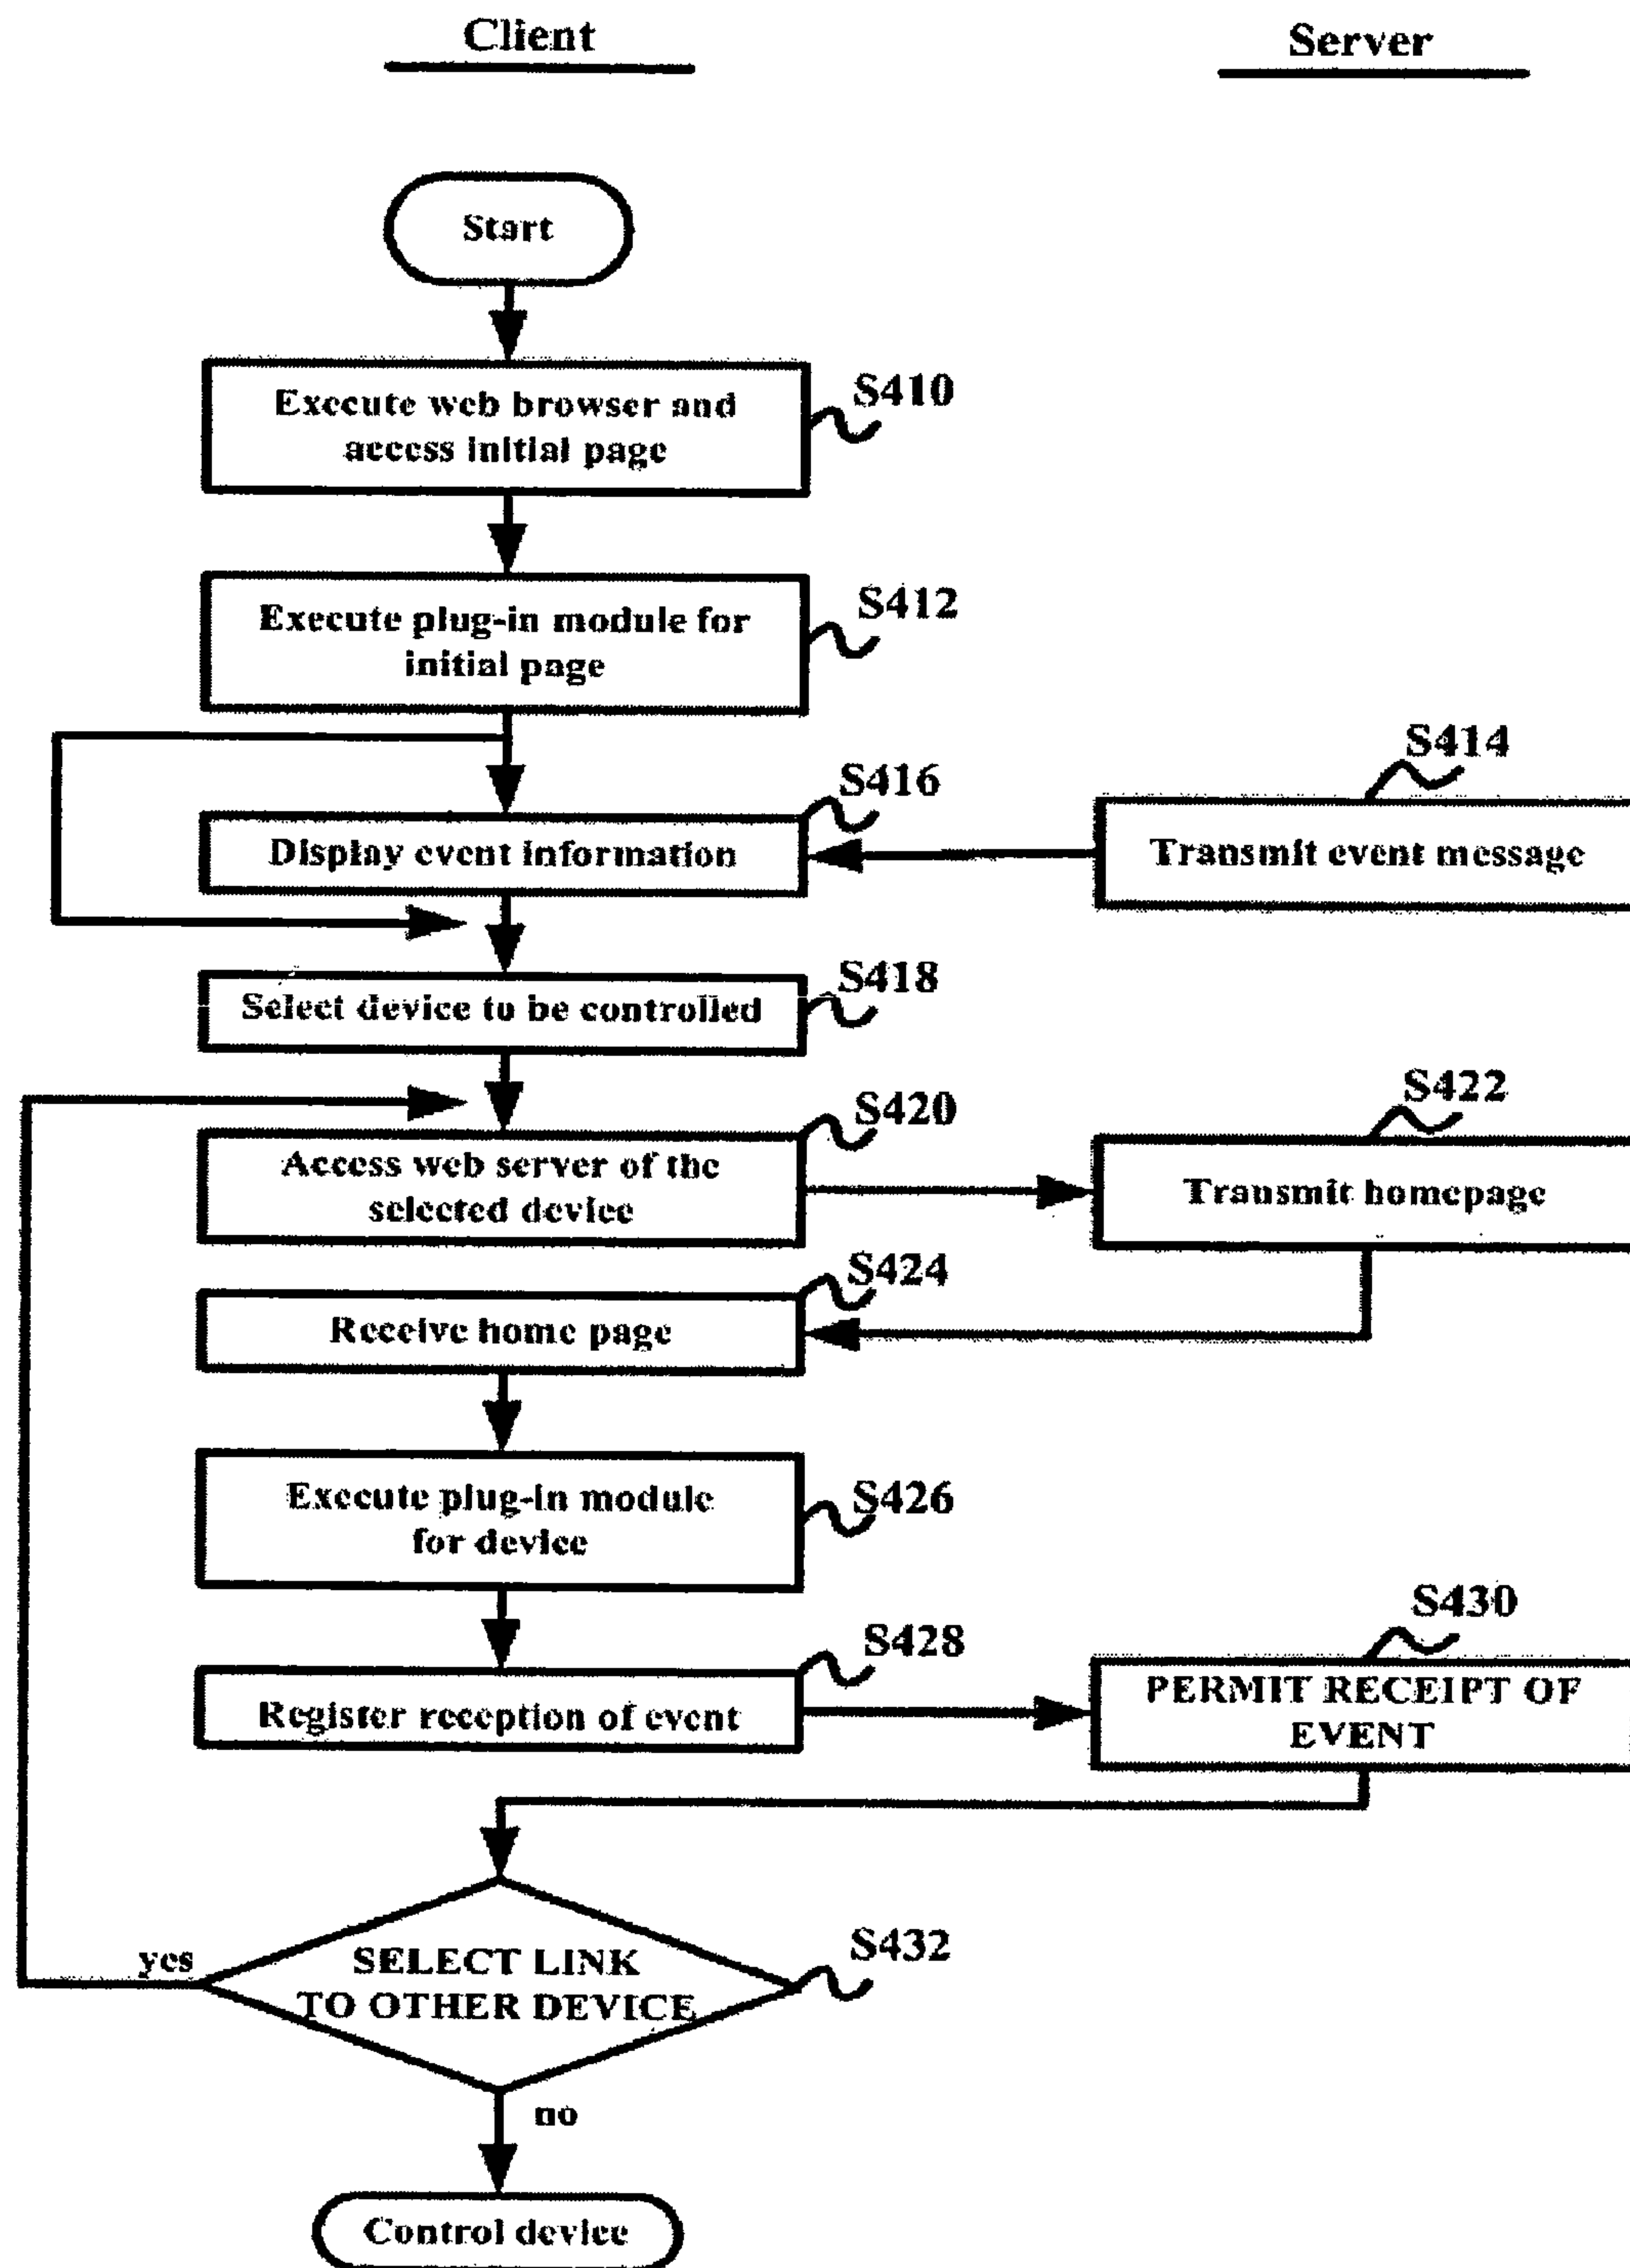 Client
Server
Start
Execute web browser and
access initial page
S410
Execute plug-in module for
initial page
S412
S414
S416
Display event information
Transmit event message
S418
Select device to be controlled
S420
S422
Access web server of the
selected device
Transmit homepage
S424
Receive home page
Execute plug-in module
for device
S426
S428
S430
Register reception of event
PERMIT RECEIPT OF
EVENT
yes
SELECT LINK
TO OTHER DEVICE
S432
no
Control device